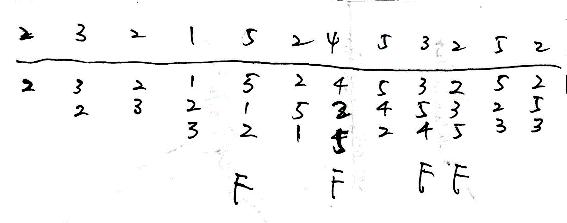 2 3 2 1 5 2 4 5 3 2 5 2
2 3 2 1 5 2 4 5 3 2 5 2
2 3 2 1 5 2 4 5 3 2 5
3 2 1 5 2 4 5 3 3
F F F F